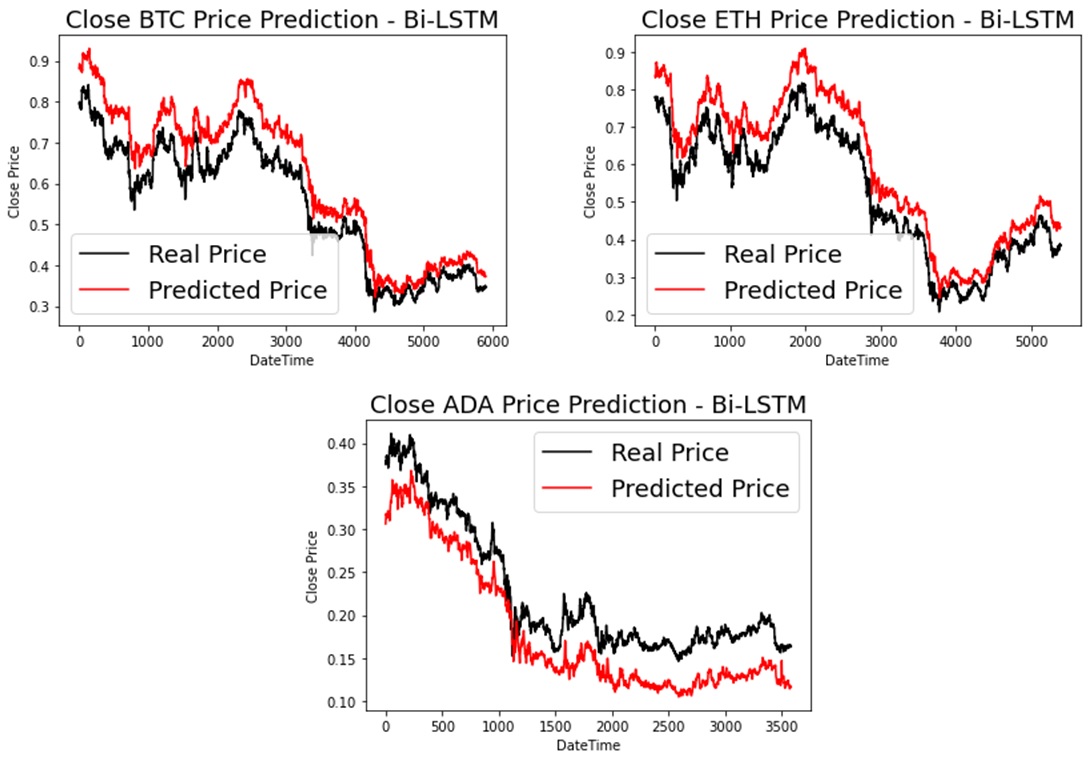 Close BTC Price Prediction - Bi-LSTM
Close Price
0.9
0.8
0.7
0.6
0.5
0.4
0.3
Real Price
Predicted Price
0 1000 2000 3000 4000 5000 6000
DateTime
Close ETH Price Prediction - Bi-LSTM
Close Price
0.9
0.8
0.7
0.6
0.5
0.4
0.3
0.2
Real Price
Predicted Price
0 1000 2000 3000 4000 5000
DateTime
Close ADA Price Prediction - Bi-LSTM
Close Price
0.40
0.35
0.30
0.25
0.20
0.15
0.10
Real Price
Predicted Price
0 500 1000 1500 2000 2500 3000 3500
DateTime